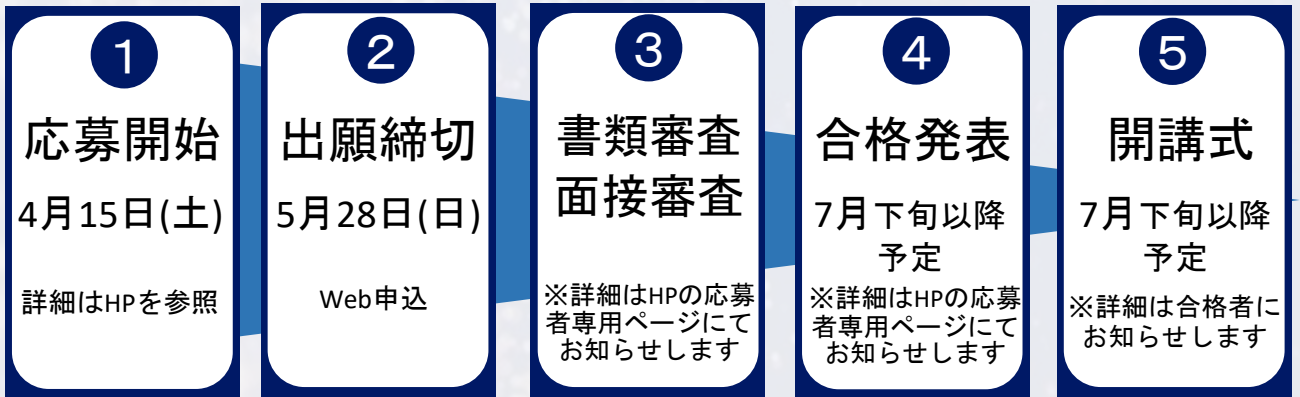 1
応募開始
4月15日(土)
詳細はHPを参照
2
出願締切
5月28日(日)
Web申込
3
書類審査
面接審査
※詳細はHPの応募
者専用ページにて
お知らせします
4
合格発表
7月下旬以降
予定
※詳細はHPの応募
者専用ページにて
お知らせします
5
開講式
7月下旬以降
予定
※詳細は合格者に
お知らせします